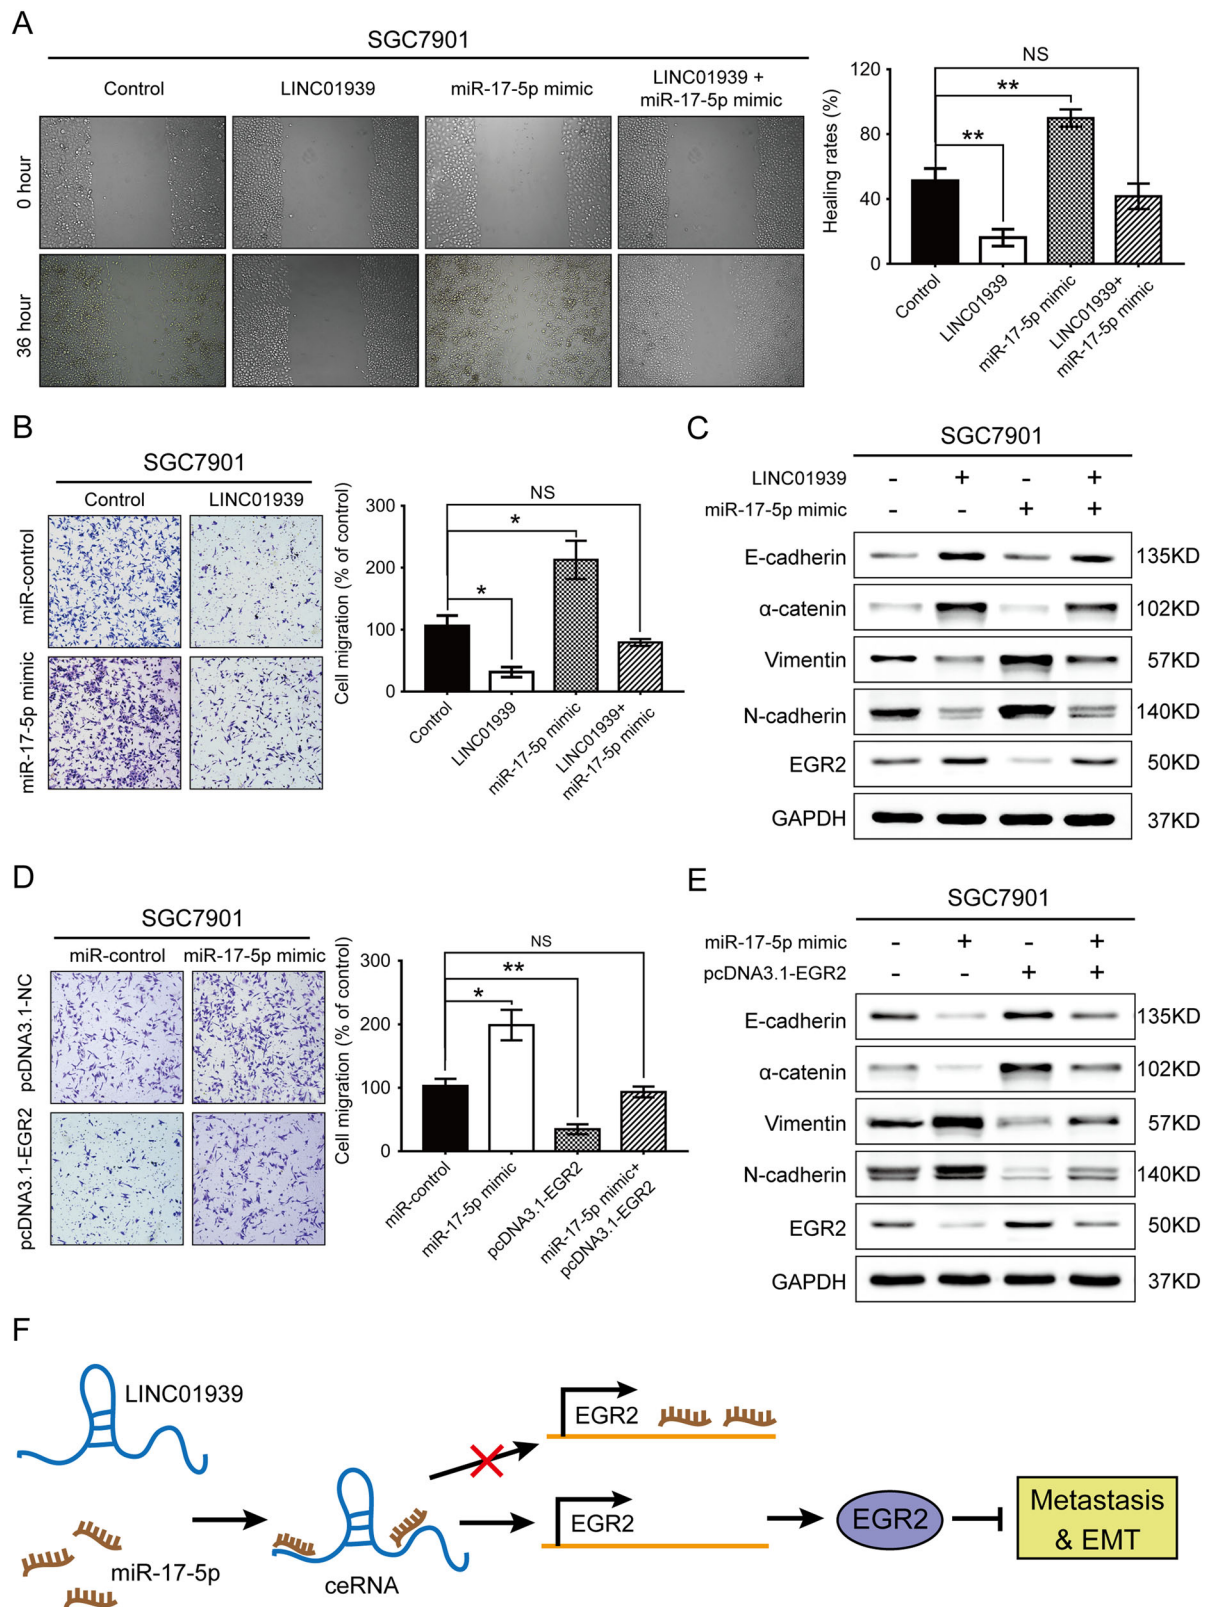 A
SGC7901
Control
LINC01939
miR-17-5p mimic
LINC01939 +
miR-17-5p mimic
0 hour
36 hour
Healing rates (%)
120
80
40
0
NS
**
**
Control
LINC01939
miR-17-5p mimic
LINC01939+
miR-17-5p mimic
B
SGC7901
Control
LINC01939
miR-control
miR-17-5p mimic
Cell migration (% of control)
300
200
100
0
NS
*
*
Control
LINC01939
miR-17-5p mimic
LINC01939+
miR-17-5p mimic
C
SGC7901
LINC01939 - + - +
miR-17-5p mimic - - + +
E-cadherin 135KD
α-catenin 102KD
Vimentin 57KD
N-cadherin 140KD
EGR2 50KD
GAPDH 37KD
D
SGC7901
miR-control
miR-17-5p mimic
pcDNA3.1-NC
pcDNA3.1-EGR2
Cell migration (% of control)
300
200
100
0
NS
**
*
miR-control
miR-17-5p mimic
pcDNA3.1-EGR2
miR-17-5p mimic+
pcDNA3.1-EGR2
E
SGC7901
miR-17-5p mimic - + - +
pcDNA3.1-EGR2 - - + +
E-cadherin 135KD
α-catenin 102KD
Vimentin 57KD
N-cadherin 140KD
EGR2 50KD
GAPDH 37KD
F
LINC01939
miR-17-5p
ceRNA
EGR2
EGR2
EGR2
Metastasis
& EMT